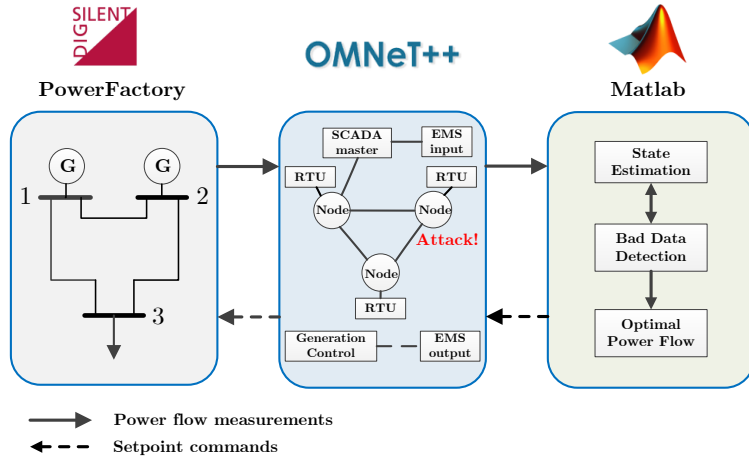 DIG
SILENT
OMNeT++
PowerFactory
Matlab
SCADA
master
EMS
input
G
G
RTU
RTU
State
Estimation
1
2
Node
Node
Attack!
Bad Data
Detection
Node
RTU
3
Generation
Control
EMS
output
Optimal
Power Flow
Power flow measurements
Setpoint commands